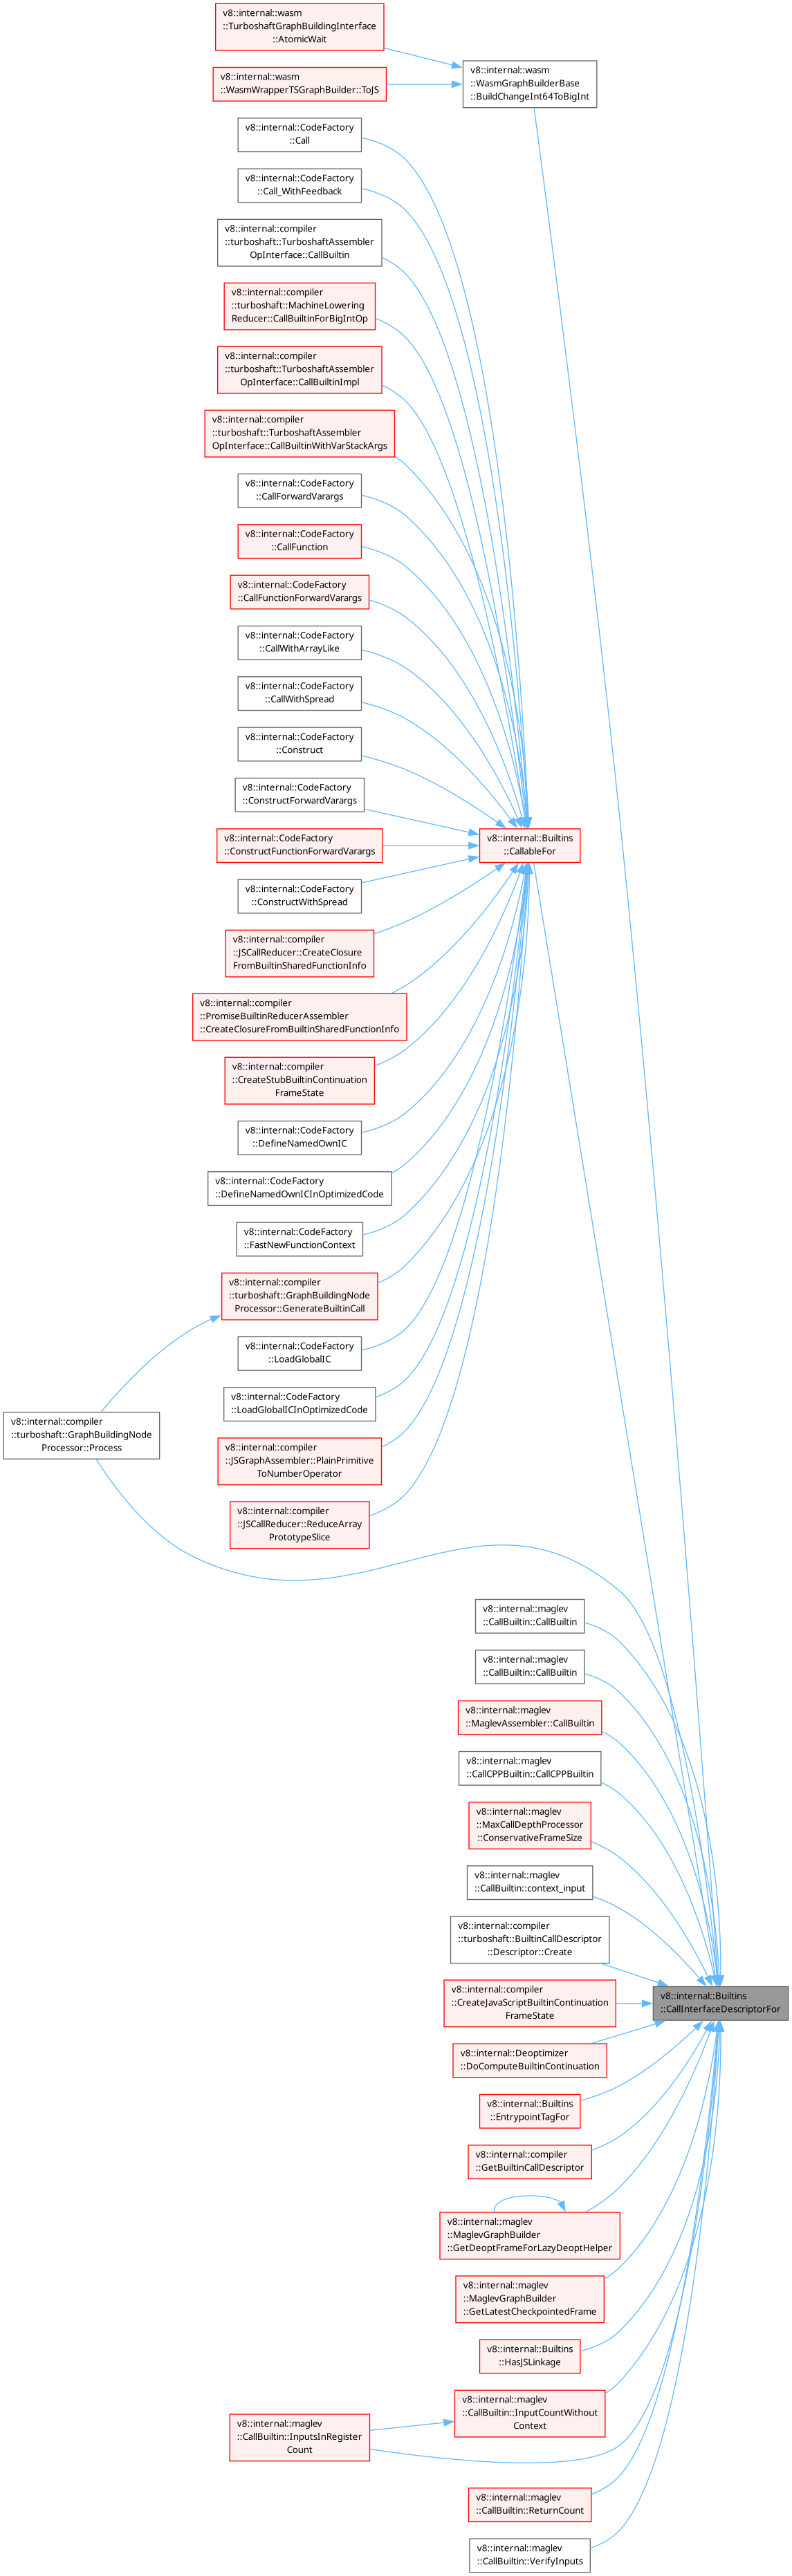 v8::internal::wasm
::TurboshaftGraphBuildingInterface
::AtomicWait
v8::internal::wasm
::WasmGraphBuilderBase
::BuildChangeInt64ToBigInt
v8::internal::wasm
::WasmWrapperTSGraphBuilder::ToJS
v8::internal::CodeFactory
::Call
v8::internal::CodeFactory
::Call_WithFeedback
v8::internal::compiler
::turboshaft::TurboshaftAssembler
OpInterface::CallBuiltin
v8::internal::compiler
::turboshaft::MachineLowering
Reducer::CallBuiltinForBigIntOp
v8::internal::compiler
::turboshaft::TurboshaftAssembler
OpInterface::CallBuiltinImpl
v8::internal::compiler
::turboshaft::TurboshaftAssembler
OpInterface::CallBuiltinWithVarStackArgs
v8::internal::CodeFactory
::CallForwardVarargs
v8::internal::CodeFactory
::CallFunction
v8::internal::CodeFactory
::CallFunctionForwardVarargs
v8::internal::CodeFactory
::CallWithArrayLike
v8::internal::CodeFactory
::CallWithSpread
v8::internal::CodeFactory
::Construct
v8::internal::CodeFactory
::ConstructForwardVarargs
v8::internal::CodeFactory
::ConstructFunctionForwardVarargs
v8::internal::Builtins
::CallableFor
v8::internal::CodeFactory
::ConstructWithSpread
v8::internal::compiler
::JSCallReducer::CreateClosure
FromBuiltinSharedFunctionInfo
v8::internal::compiler
::PromiseBuiltinReducerAssembler
::CreateClosureFromBuiltinSharedFunctionInfo
v8::internal::compiler
::CreateStubBuiltinContinuation
FrameState
v8::internal::CodeFactory
::DefineNamedOwnIC
v8::internal::CodeFactory
::DefineNamedOwnICInOptimizedCode
v8::internal::CodeFactory
::FastNewFunctionContext
v8::internal::compiler
::turboshaft::GraphBuildingNode
Processor::GenerateBuiltinCall
v8::internal::CodeFactory
::LoadGlobalIC
v8::internal::CodeFactory
::LoadGlobalICInOptimizedCode
v8::internal::compiler
::turboshaft::GraphBuildingNode
Processor::Process
v8::internal::compiler
::JSGraphAssembler::PlainPrimitive
ToNumberOperator
v8::internal::compiler
::JSCallReducer::ReduceArray
PrototypeSlice
v8::internal::maglev
::CallBuiltin::CallBuiltin
v8::internal::maglev
::CallBuiltin::CallBuiltin
v8::internal::maglev
::MaglevAssembler::CallBuiltin
v8::internal::maglev
::CallCPPBuiltin::CallCPPBuiltin
v8::internal::maglev
::MaxCallDepthProcessor
::ConservativeFrameSize
v8::internal::maglev
::CallBuiltin::context_input
v8::internal::compiler
::turboshaft::BuiltinCallDescriptor
::Descriptor::Create
v8::internal::compiler
::CreateJavaScriptBuiltinContinuation
FrameState
v8::internal::Builtins
::CallInterfaceDescriptorFor
v8::internal::Deoptimizer
::DoComputeBuiltinContinuation
v8::internal::Builtins
::EntrypointTagFor
v8::internal::compiler
::GetBuiltinCallDescriptor
v8::internal::maglev
::MaglevGraphBuilder
::GetDeoptFrameForLazyDeoptHelper
v8::internal::maglev
::MaglevGraphBuilder
::GetLatestCheckpointedFrame
v8::internal::Builtins
::HasJSLinkage
v8::internal::maglev
::CallBuiltin::InputCountWithout
Context
v8::internal::maglev
::CallBuiltin::InputsInRegister
Count
v8::internal::maglev
::CallBuiltin::ReturnCount
v8::internal::maglev
::CallBuiltin::VerifyInputs